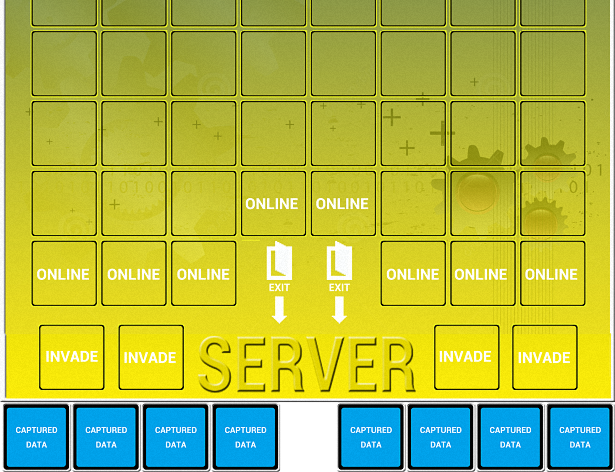 ONLINE ONLINE
ONLINE ONLINE ONLINE ONLINE ONLINE ONLINE
EXIT EXIT
INVADE INVADE SERVER INVADE INVADE
CAPTURED CAPTURED CAPTURED CAPTURED CAPTURED CAPTURED CAPTURED CAPTURED
DATA DATA DATA DATA DATA DATA DATA DATA